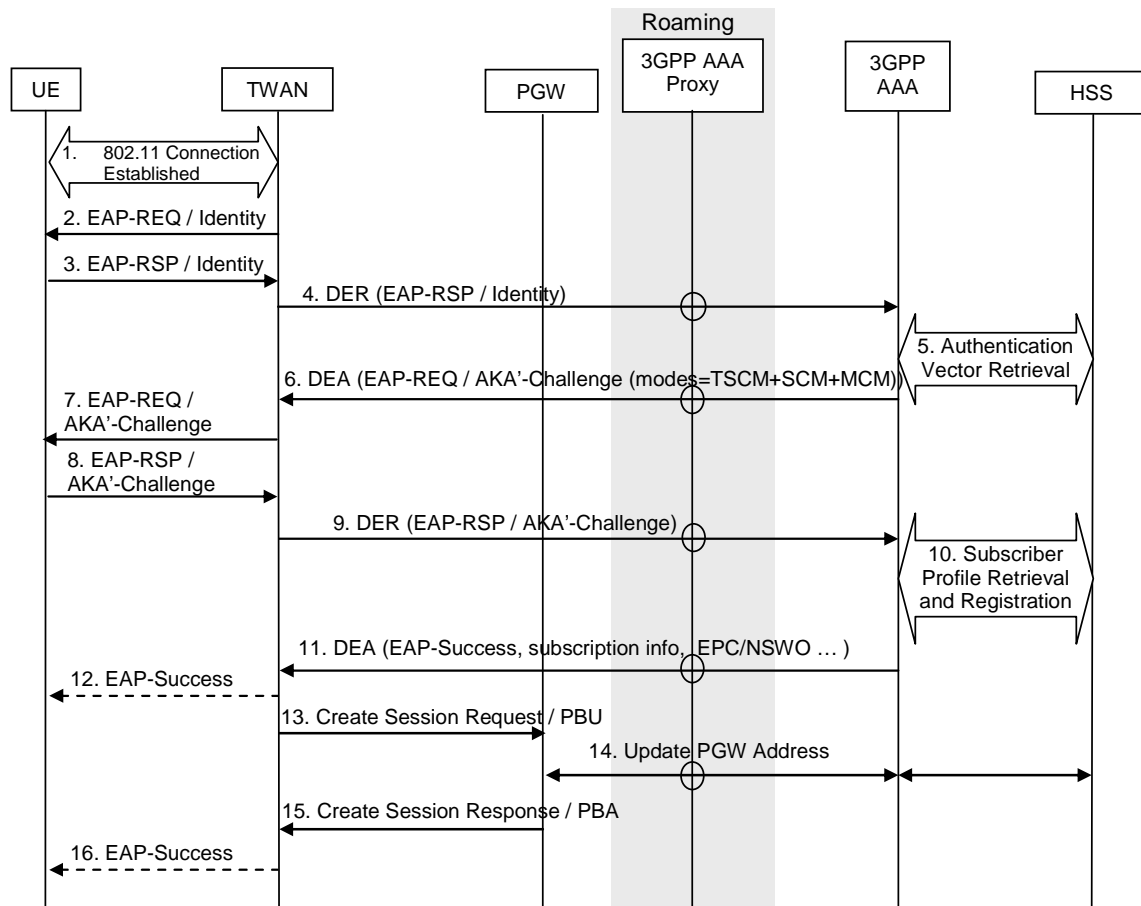 Roaming
UE
TWAN
PGW
3GPP AAA
Proxy
3GPP
AAA
HSS
1. 802.11 Connection
Established
2. EAP-REQ / Identity
3. EAP-RSP / Identity
4. DER (EAP-RSP / Identity)
5. Authentication
Vector Retrieval
6. DEA (EAP-REQ / AKA'-Challenge (modes=TSCM+SCM+MCM))
7. EAP-REQ /
AKA'-Challenge
8. EAP-RSP /
AKA'-Challenge
9. DER (EAP-RSP / AKA'-Challenge)
10. Subscriber
Profile Retrieval
and Registration
11. DEA (EAP-Success, subscription info, EPC/NSWO … )
12. EAP-Success
13. Create Session Request / PBU
14. Update PGW Address
15. Create Session Response / PBA
16. EAP-Success